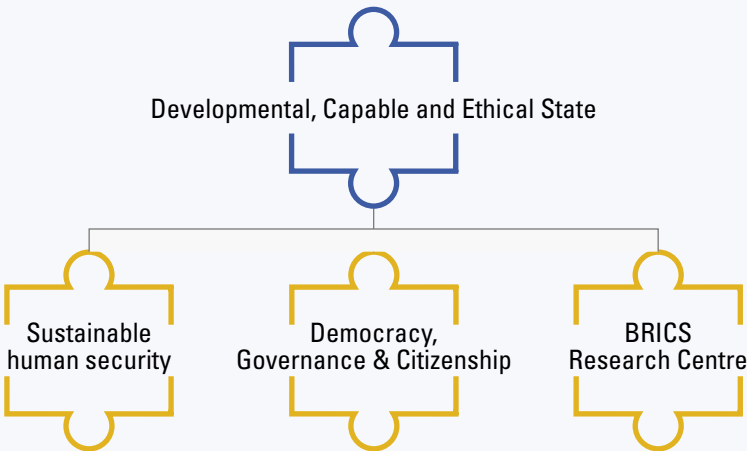 Developmental, Capable and Ethical State
Sustainable
human security
Democracy,
Governance & Citizenship
BRICS
Research Centre